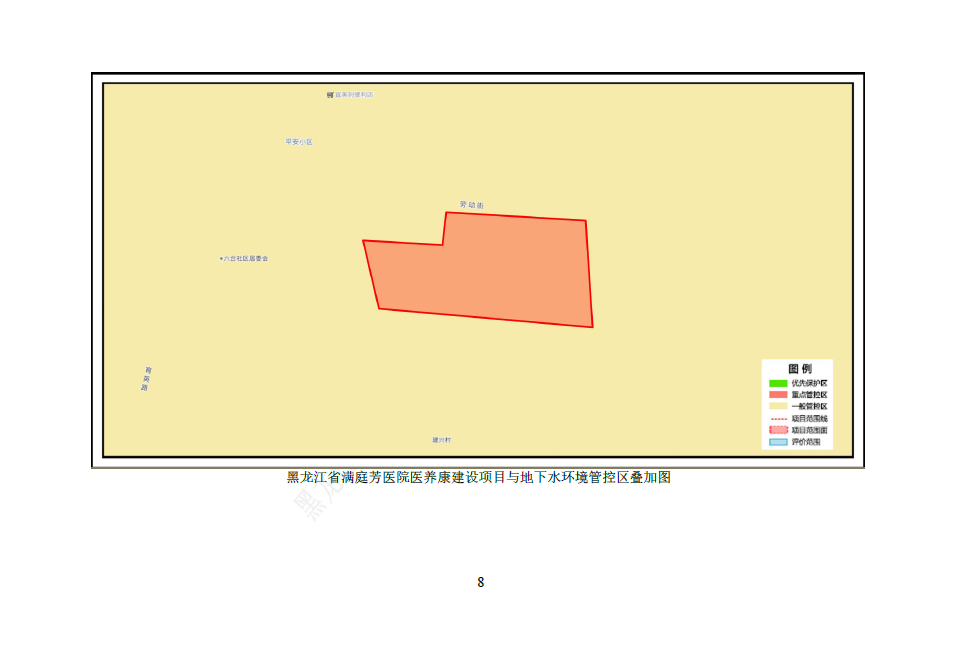 平安小区
劳动街
六合社区居委会
育英路
建兴村
图例
优先保护区
重点管控区
一般管控区
项目范围线
项目范围面
评价范围
黑龙江省满庭芳医院医养康建设项目与地下水环境管控区叠加图
黑龙
8